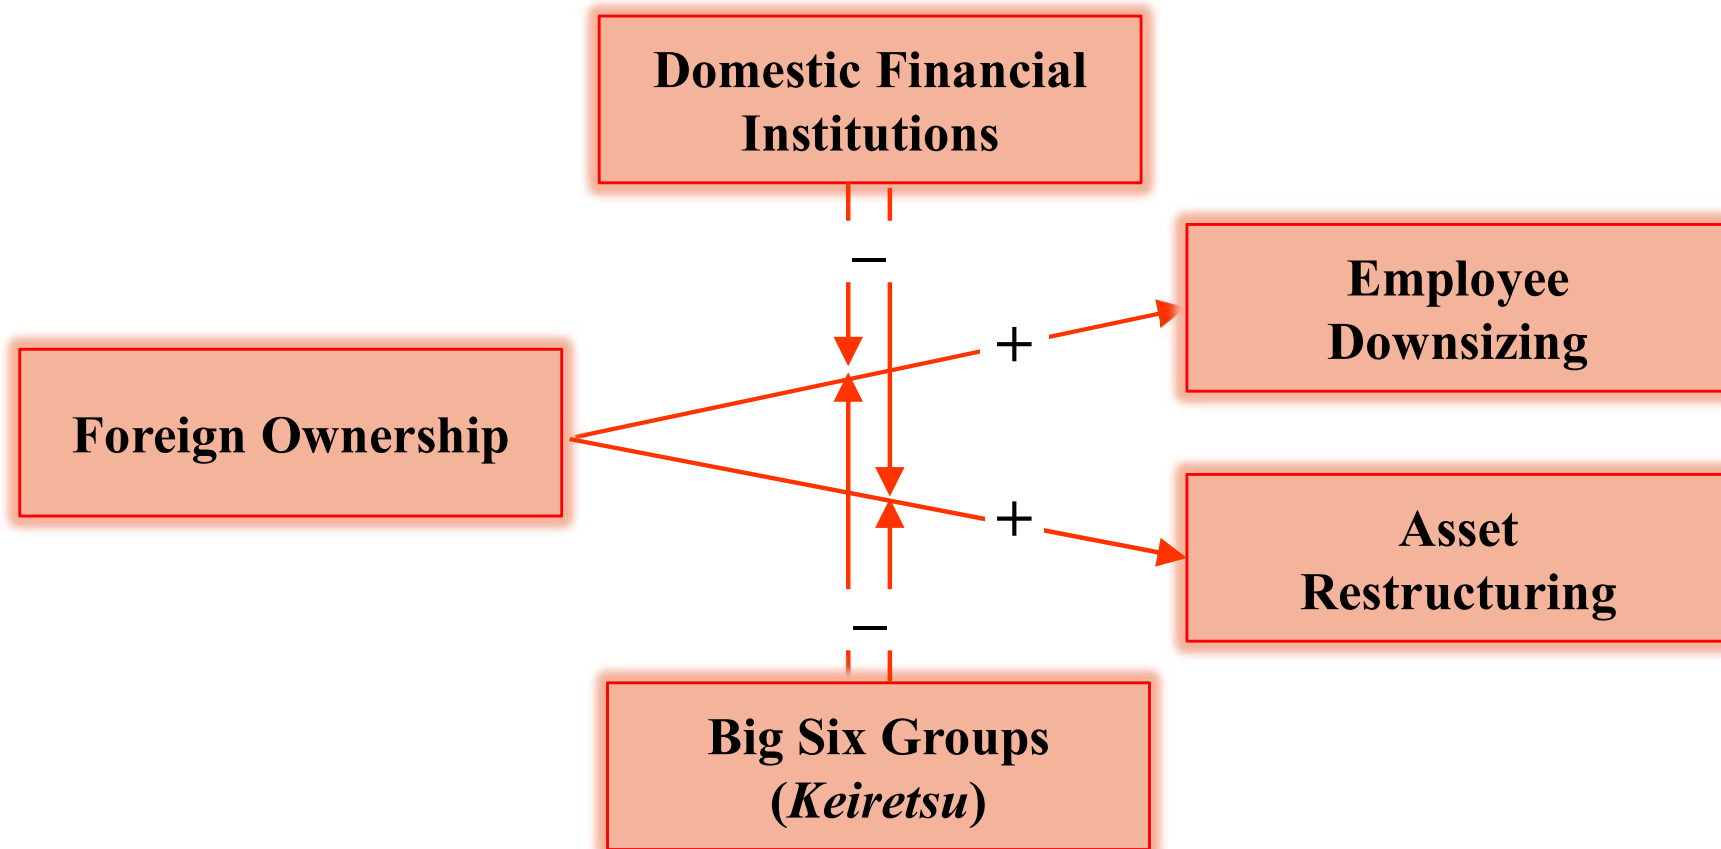 Domestic Financial
Institutions
–
Employee
Downsizing
+
Foreign Ownership
+
Asset
Restructuring
–
Big Six Groups
(Keiretsu)